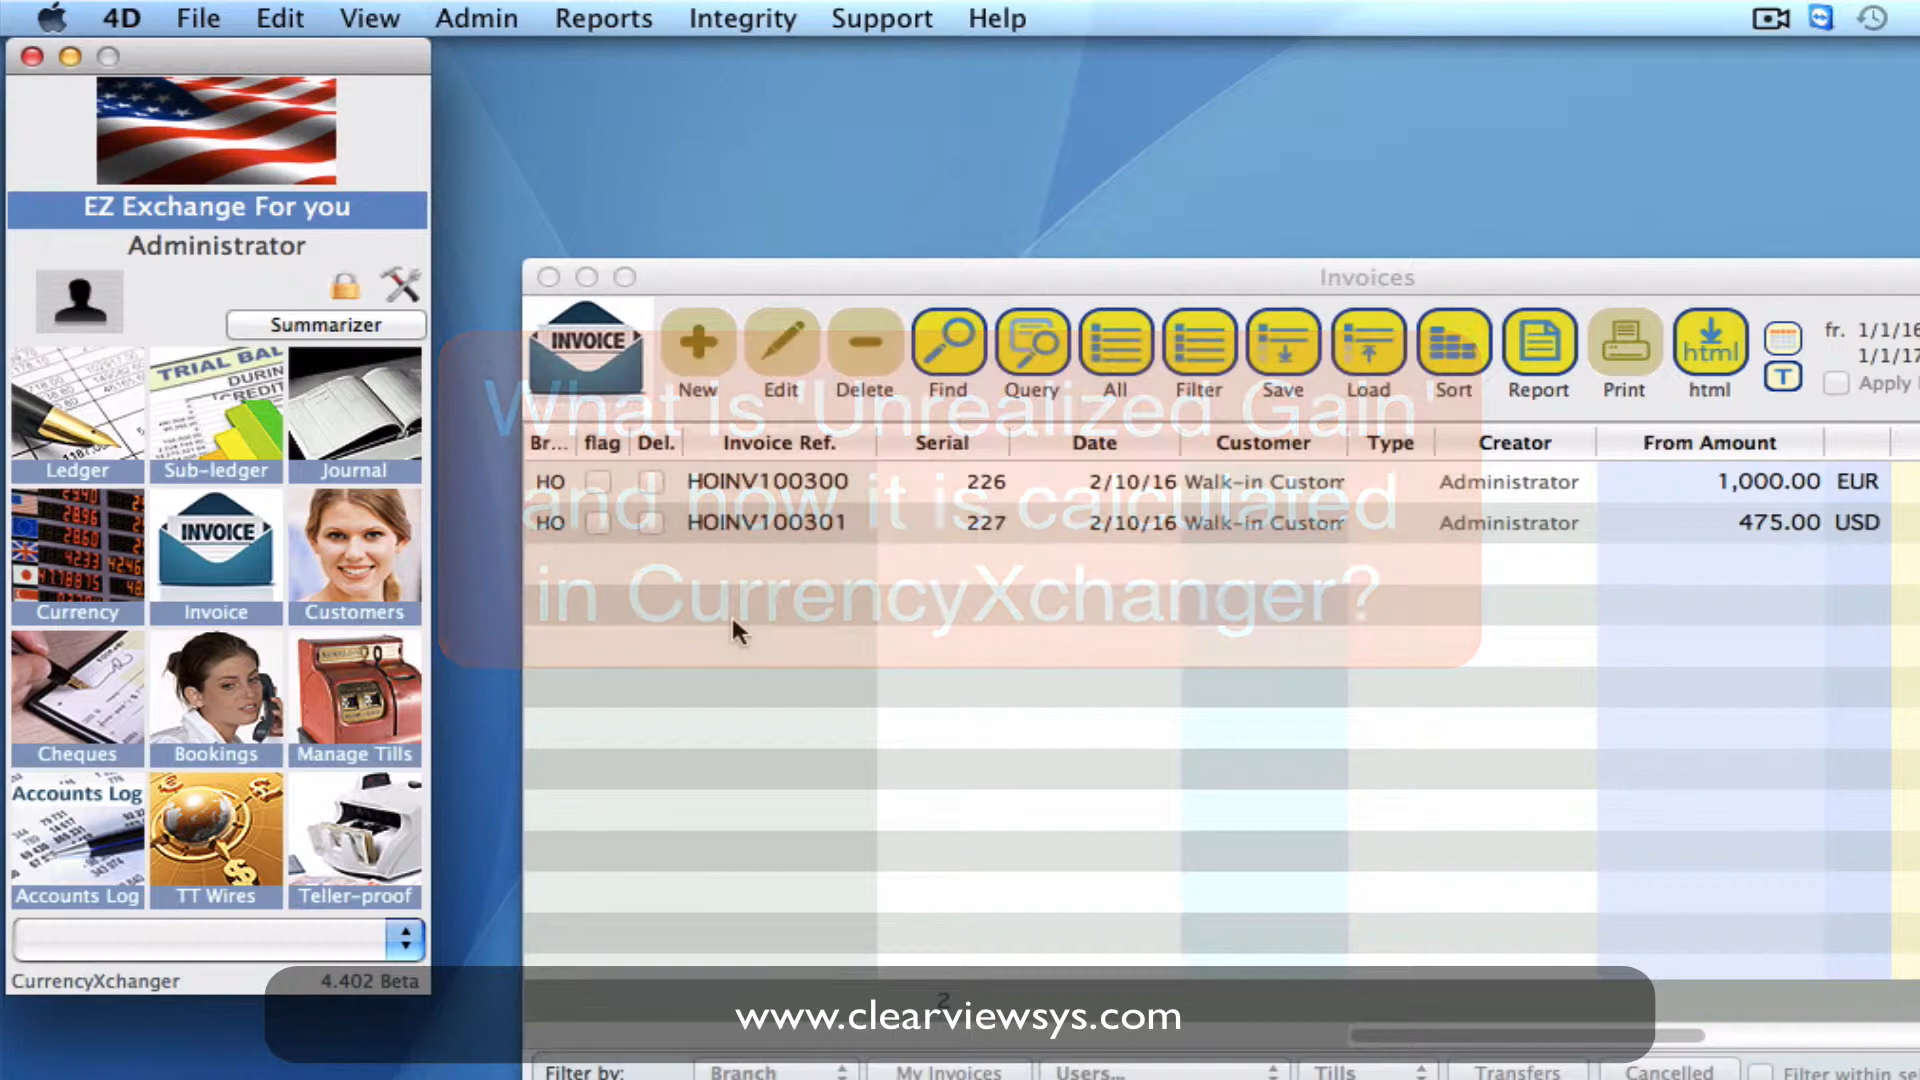 4D File Edit View Admin Reports Integrity Support Help
EZ Exchange For you
Administrator
Summarizer
TRIAL BAL
Ledger Sub-ledger Journal
INVOICE
Currency Invoice Customers
Cheques Bookings Manage Tills
Accounts Log
Accounts Log TT Wires Teller-proof
CurrencyXchanger 4.402 Beta
Invoices
INVOICE
html
T
fr. 1/1/16
1/1/17
Apply
New Edit Delete Find Query All Filter Save Load Sort Report Print html
What is 'Unrealized Gain'
and how it is calculated
in CurrencyXchanger?
Br... flag Del. Invoice Ref. Serial Date Customer Type Creator From Amount
HO HOINV100300 226 2/10/16 Walk-in Custom Administrator 1,000.00 EUR
HO HOINV100301 227 2/10/16 Walk-in Custom Administrator 475.00 USD
2
www.clearviewsys.com
Filter by: Branch My Invoices Users... Tills Transfers Cancelled Filter within se